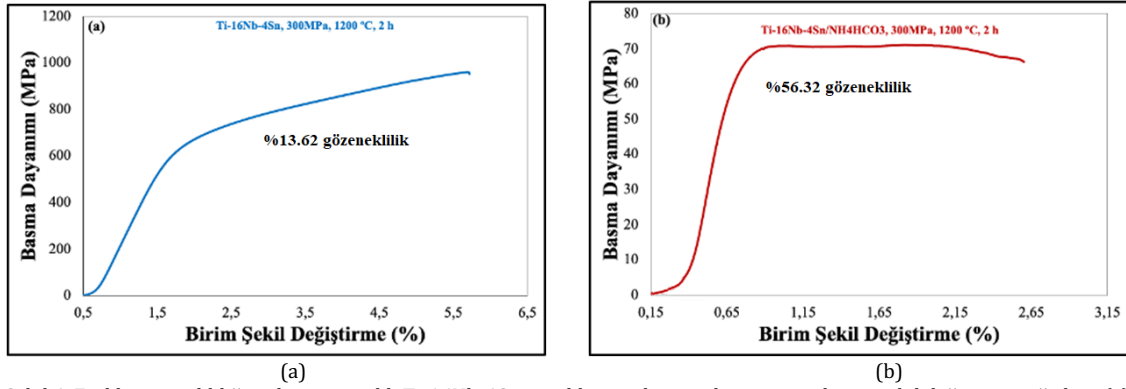 (a)
Ti-16Nb-4Sn, 300MPa, 1200 °C, 2 h
%13.62 gözeneklilik
Basma Dayanımı (MPa)
1200
1000
800
600
400
200
0
0,5 1,5 2,5 3,5 4,5 5,5 6,5
Birim Şekil Değiştirme (%)
(a)
(b)
Ti-16Nb-4Sn/NH4HCO3, 300MPa, 1200 °C, 2 h
%56.32 gözeneklilik
Basma Dayanımı (MPa)
80
70
60
50
40
30
20
10
0
0,15 0,65 1,15 1,65 2,15 2,65 3,15
Birim Şekil Değiştirme (%)
(b)